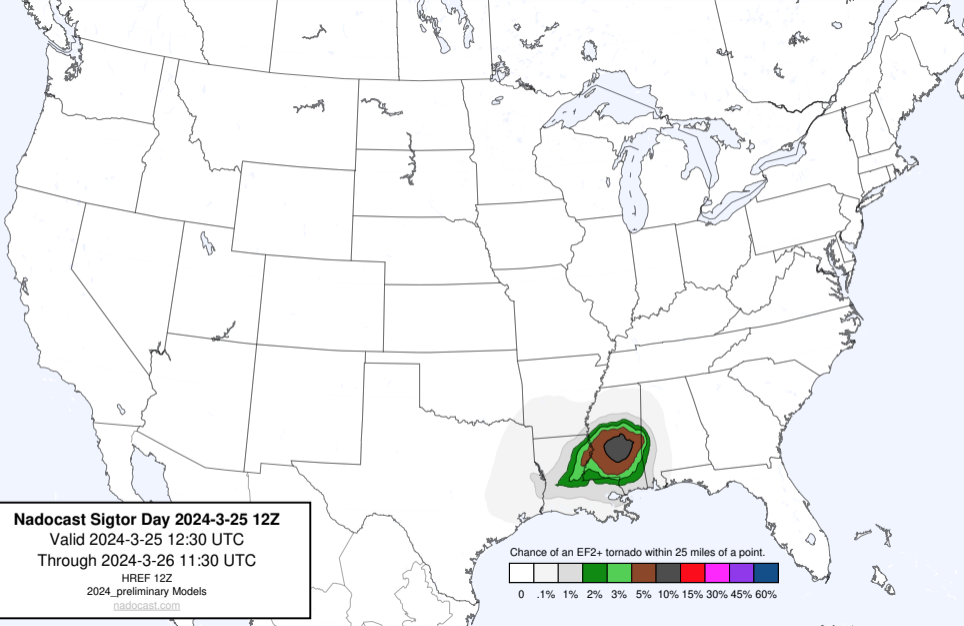 Nadocast Sigtor Day 2024-3-25 12Z
Valid 2024-3-25 12:30 UTC
Through 2024-3-26 11:30 UTC
HREF 12Z
2024_preliminary Models
nadocast.com
Chance of an EF2+ tornado within 25 miles of a point.
0 .1% 1% 2% 3% 5% 10% 15% 30% 45% 60%